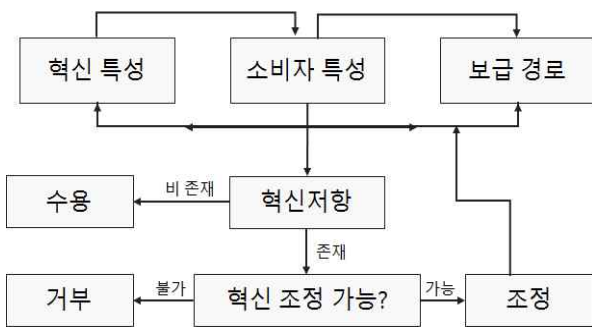 혁신 특성
소비자 특성
보급 경로
수용
비 존재
혁신저항
존재
거부
불가
혁신 조정 가능?
가능
조정